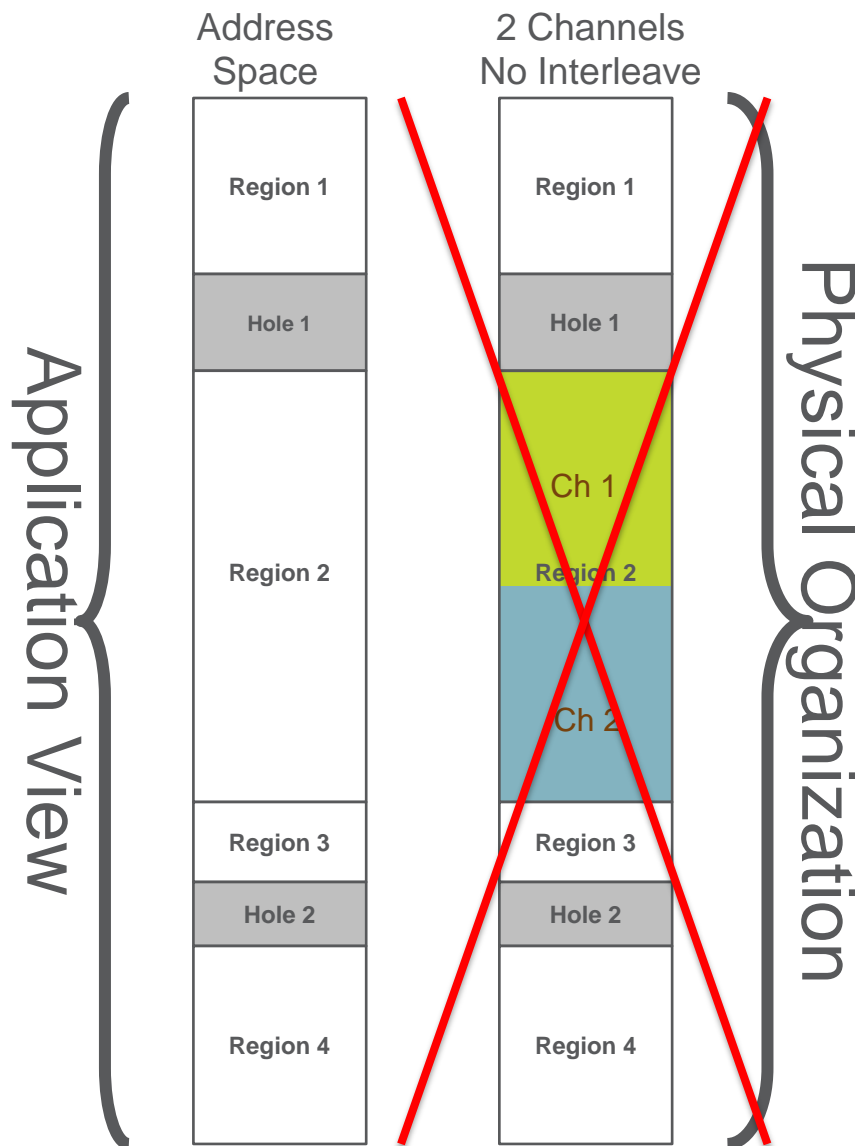 Address
Space
2 Channels
No Interleave
Application View
Region 1
Hole 1
Region 2
Region 3
Hole 2
Region 4
Region 1
Hole 1
Ch 1
Region 2
Ch 2
Region 3
Hole 2
Region 4
Physical Organization